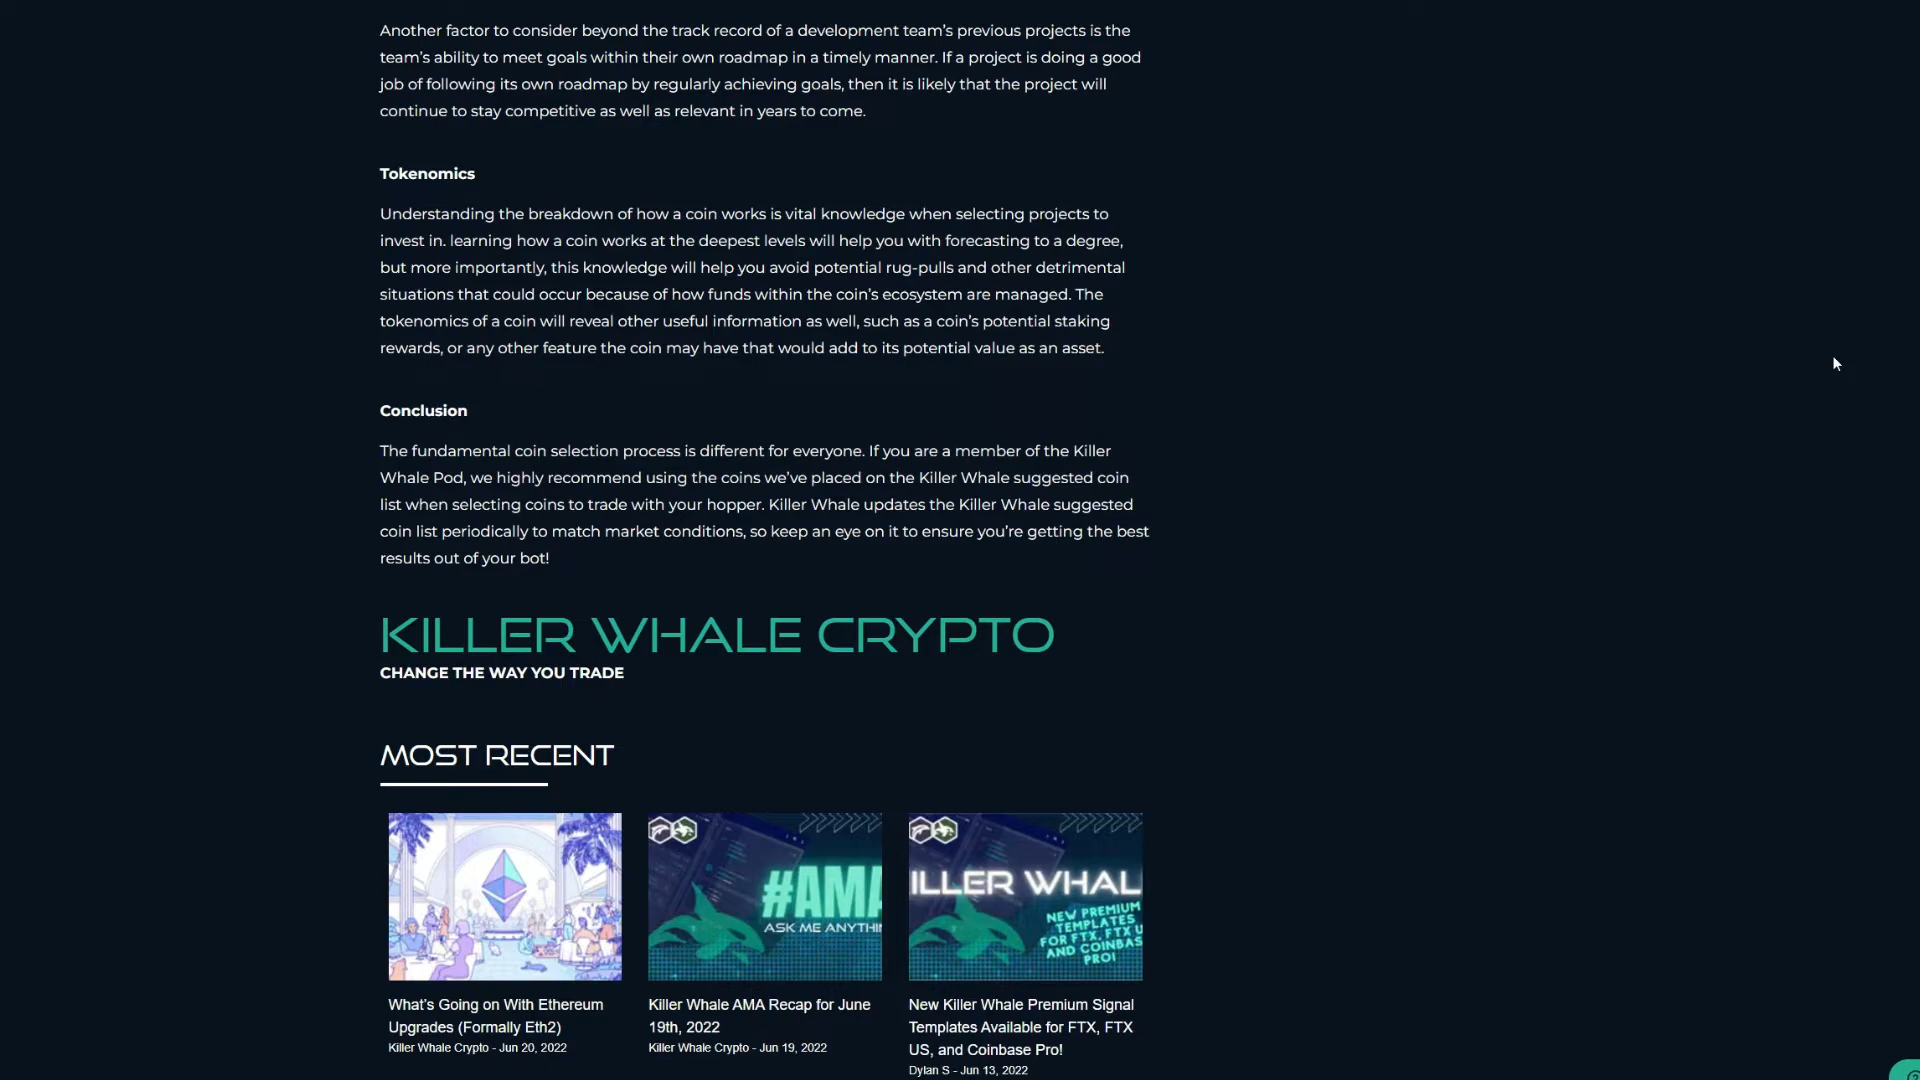 Another factor to consider beyond the track record of a development team’s previous projects is the
team’s ability to meet goals within their own roadmap in a timely manner. If a project is doing a good
job of following its own roadmap by regularly achieving goals, then it is likely that the project will
continue to stay competitive as well as relevant in years to come.
Tokenomics
Understanding the breakdown of how a coin works is vital knowledge when selecting projects to
invest in. learning how a coin works at the deepest levels will help you with forecasting to a degree,
but more importantly, this knowledge will help you avoid potential rug-pulls and other detrimental
situations that could occur because of how funds within the coin’s ecosystem are managed. The
tokenomics of a coin will reveal other useful information as well, such as a coin’s potential staking
rewards, or any other feature the coin may have that would add to its potential value as an asset.
Conclusion
The fundamental coin selection process is different for everyone. If you are a member of the Killer
Whale Pod, we highly recommend using the coins we’ve placed on the Killer Whale suggested coin
list when selecting coins to trade with your hopper. Killer Whale updates the Killer Whale suggested
coin list periodically to match market conditions, so keep an eye on it to ensure you’re getting the best
results out of your bot!
KILLER WHALE CRYPTO
CHANGE THE WAY YOU TRADE
MOST RECENT
#AMA
ASK ME ANYTHIN
ILLER WHAL
NEW PREMIUM
TEMPLATES
FOR FTX, FTX U
AND COINBAS
PRO!
What’s Going on With Ethereum
Upgrades (Formally Eth2)
Killer Whale Crypto - Jun 20, 2022
Killer Whale AMA Recap for June
19th, 2022
Killer Whale Crypto - Jun 19, 2022
New Killer Whale Premium Signal
Templates Available for FTX, FTX
US, and Coinbase Pro!
Dylan S - Jun 13, 2022